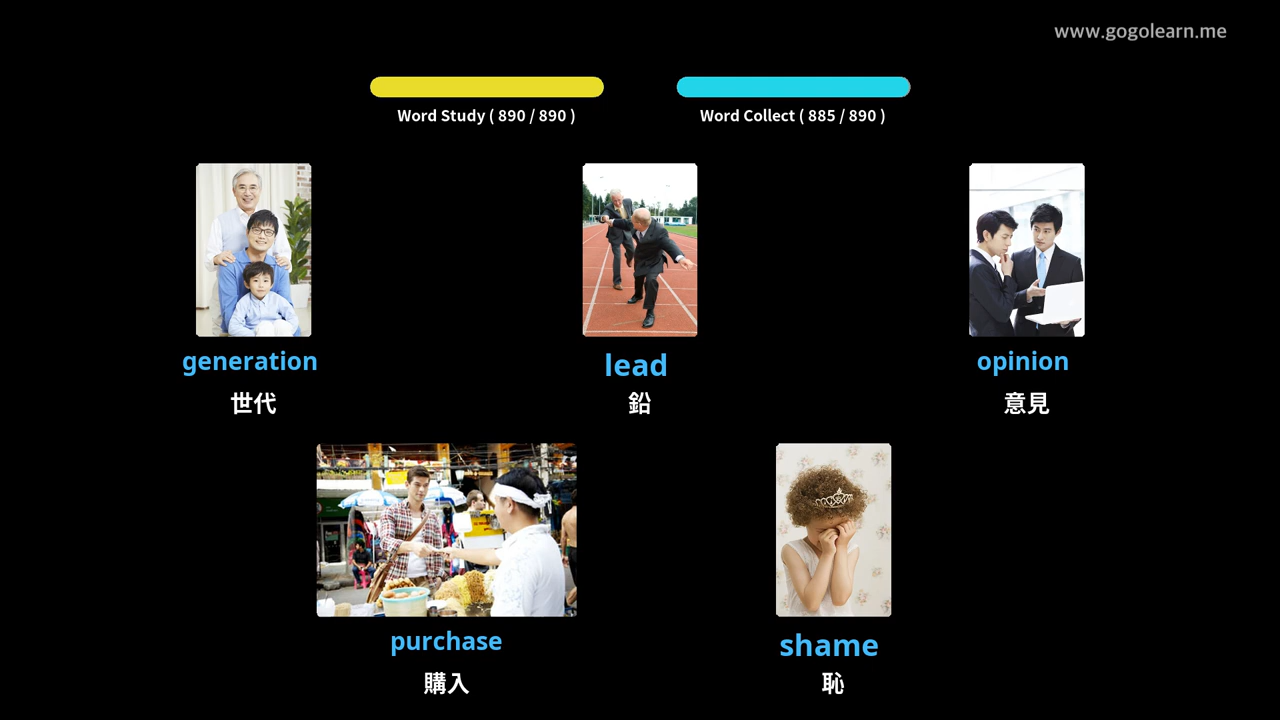 www.gogolearn.me
Word Study ( 890 / 890 )
Word Collect ( 885 / 890 )
generation
世代
lead
鉛
opinion
意見
purchase
購入
shame
恥